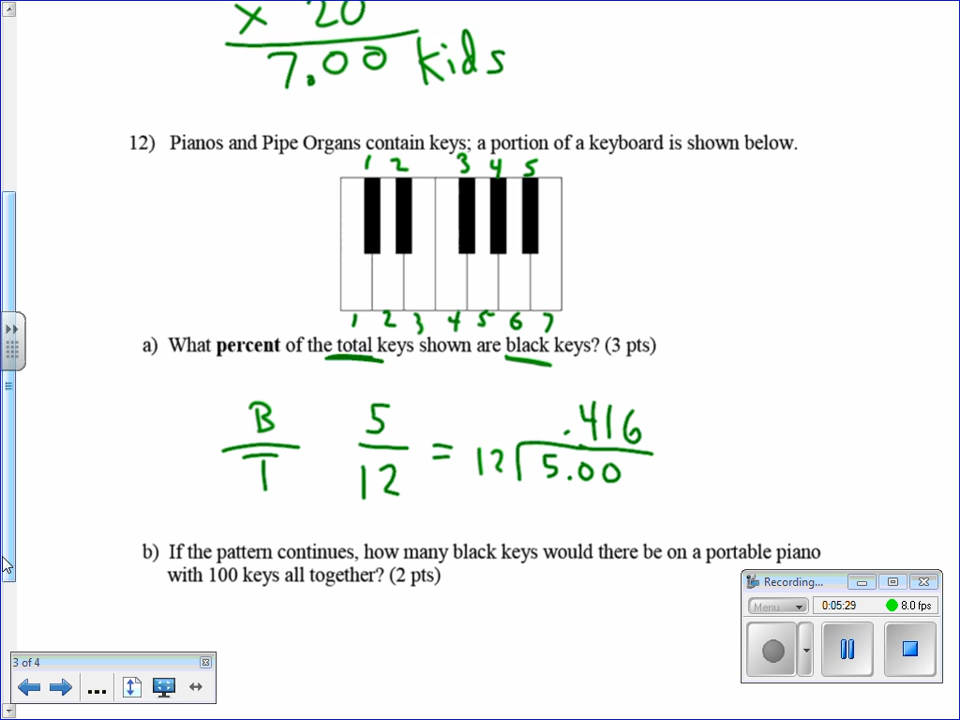 x 20
7.00 kids
12) Pianos and Pipe Organs contain keys; a portion of a keyboard is shown below.
1 2 3 4 5
1 2 3 4 5 6 7
a) What percent of the total keys shown are black keys? (3 pts)
B 5 .416
T 12 = 12 5.00
b) If the pattern continues, how many black keys would there be on a portable piano
with 100 keys all together? (2 pts)
Recording...
Menu 0:05:29 8.0 fps
3 of 4
...